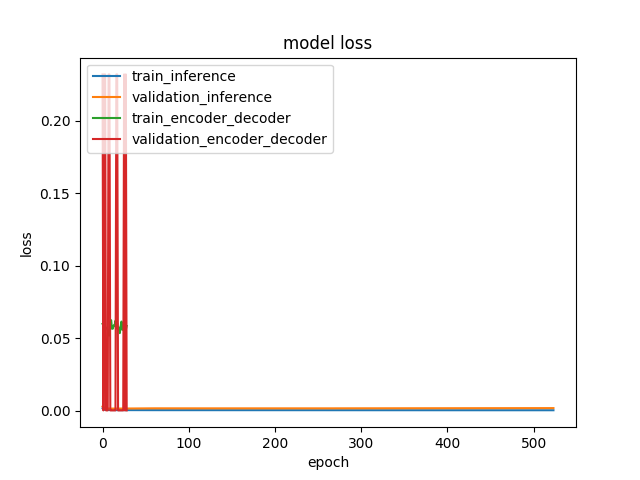 model loss
train_inference
validation_inference
train_encoder_decoder
validation_encoder_decoder
loss
0.20
0.15
0.10
0.05
0.00
0 100 200 300 400 500
epoch